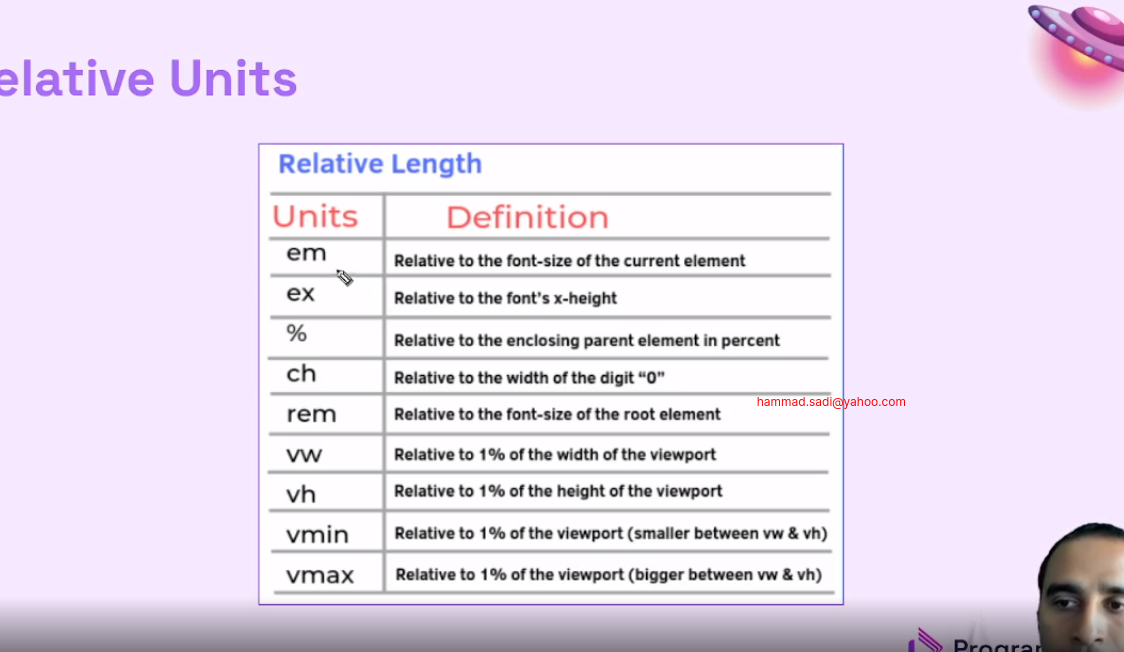 elative Units
Relative Length
Units Definition
em Relative to the font-size of the current element
ex Relative to the font's x-height
% Relative to the enclosing parent element in percent
ch Relative to the width of the digit “0”
hammad.sadi@yahoo.com
rem Relative to the font-size of the root element
vw Relative to 1% of the width of the viewport
vh Relative to 1% of the height of the viewport
vmin Relative to 1% of the viewport (smaller between vw & vh)
vmax Relative to 1% of the viewport (bigger between vw & vh)
Program